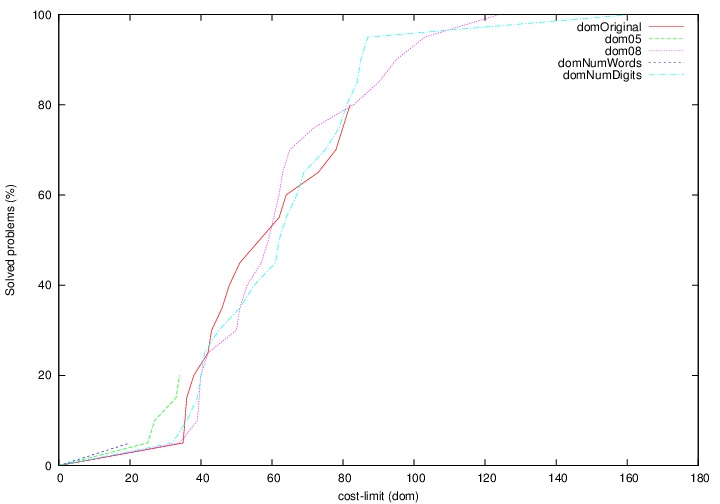 100
80
60
40
20
0
Solved problems (%)
domOriginal
dom05
dom08
domNumWords
domNumDigits
0 20 40 60 80 100 120 140 160 180
cost-limit (dom)